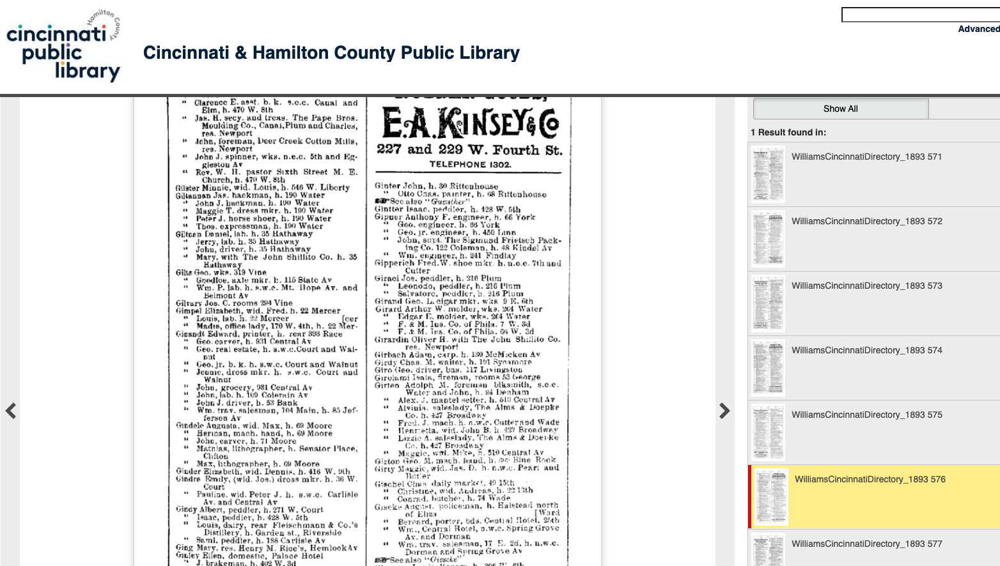 Hamilton County
cincinnati
public
library
Cincinnati & Hamilton County Public Library
Advanced
" Clarence E. asst. b. k. s.e.c. Canal and
Elm, h. 470 W. 8th
" Jas. H. secy. and treas. The Pape Bros.
Moulding Co., Canal, Plum and Charles,
res. Newport
" John, foreman, Deer Creek Cotton Mills,
res. Newport
" John J. spinner, wks. n.e.c. 5th and Eg-
gleston Av
" Rev. W. H. pastor Sixth Street M. E.
Church, h. 470 W. 8th
Gilster Minnie, wid. Louis, h. 546 W. Liberty
Giltannan Jas. hackman, h. 190 Water
" John J. hackman, h. 190 Water
" Maggie T. dress mkr. h. 190 Water
" Peter J. horse shoer, h. 190 Water
" Thos. expressman, h. 190 Water
Giltnan Daniel, lab. h. 35 Hathaway
" Jerry, lab. h. 35 Hathaway
" John, driver, h. 35 Hathaway
" Mary, with The John Shillito Co. h. 35
Hathaway
Gilts Geo. wks. 319 Vine
" Goodloe, axle mkr. h. 115 State Av
" Wm. P. lab. h. s.w.c. Mt. Hope Av. and
Belmont Av
Gilvary Jos. C. rooms 294 Vine
Gimpel Elizabeth, wid. Fred. h. 22 Mercer
" Louis, lab. h. 22 Mercer [cer
" Madie, office lady, 170 W. 4th, h. 22 Mer-
Ginandt Edward, printer, h. rear 393 Race
" Geo. carver, h. 931 Central Av
" Geo. real estate, h. s.w.c. Court and Wal-
nut
" Geo. jr. b. k. h. s.w.c. Court and Walnut
" Jennie, dress mkr. h. s.w.c. Court and
Walnut
" John, grocery, 931 Central Av
" John, lab. h. 109 Colerain Av
" John J. driver, h. 53 Bank
" Wm. trav. salesman, 104 Main, h. 85 Jef-
ferson Av
Gindele Augusta, wid. Max, h. 69 Moore
" Herman, mach. hand, h. 69 Moore
" John, carver, h. 71 Moore
" Mathias, lithographer, h. Senator Place,
Clifton
" Max, lithographer, h. 69 Moore
Ginder Elizabeth, wid. Dennis, h. 416 W. 9th
Gindre Emily, (wid. Jos.) dress mkr. h. 36 W.
Court
" Pauline, wid. Peter J. h. s.w.c. Carlisle
Av. and Central Av
Gindy Albert, peddler, h. 271 W. Court
" Isaac, peddler, h. 428 W. 5th
" Louis, dairy, rear Fleischmann & Co.'s
Distillery, h. Garden st., Riverside
" Saml. peddler, h. 188 Carlisle Av
Ging Mary, res. Henry M. Rice's, Hemlock Av
Ginley Ellen, domestic, Palace Hotel
" J. brakeman, h. 402 W. 3d
E.A. KINSEY & CO
227 and 229 W. Fourth St.
TELEPHONE 1302.
Ginter John, h. 30 Rittenhouse
" Otto Chas. painter, h. 68 Rittenhouse
See also "Guenther"
Gintter Isaac, peddler, h. 428 W. 5th
Gipner Anthony F. engineer, h. 66 York
" Geo. engineer, h. 66 York
" Geo. jr. engineer, h. 450 Linn
" John, supt. The Sigmund Frietsch Pack-
ing Co. 122 Coleman, h. 48 Kindel Av
" Wm. engineer, h. 241 Findlay
Gipperich Fred. W. shoe mkr. h. n.e.c. 7th and
Cutter
Giraci Jos. peddler, h. 216 Plum
" Leonodo, peddler, h. 216 Plum
" Salvatore, peddler, h. 216 Plum
Girand Geo. L. cigar mkr. wks 9 E. 6th
Girard Arthur W. molder, wks. 264 Water
" Edgar E. molder, wks. 264 Water
" F. & M. Ins. Co. of Phila. 7 W. 3d
" F. & M. Ins. Co. of Phila. 66 W. 3d
Girardin Oliver H. with The John Shillito Co.
res. Newport
Girbach Adam, carp. h. 130 McMicken Av
Girdy Chas. M. waiter, h. 191 Sycamore
Giro Geo. driver, bds. 117 Livingston
Girolami Isaia, fireman, rooms 53 George
Girten Adolph M. foreman blksmith, s.e.c.
Water and John, h. 94 Denham
" Alex. J. mantel setter, h. 510 Central Av
" Alvinia, saleslady, The Alms & Doepke
Co. h. 427 Broadway
" Fred. J. mach. h. n.w.c. Cutter and Wade
" Henrietta, wid. John B. h. 427 Broadway
" Lizzie A. saleslady, The Alms & Doepke
Co. h. 427 Broadway
" Maggie, wid. Mike, h. 510 Central Av
Girton Geo. M. mach. hand, h. Blue Rock
Girty Maggie, wid. Jas. D. h. n.w.c. Pearl and
Butler
Gischel Chas. daily market, 49 15th
" Christine, wid. Andreas, h. 22 13th
" Conrad, butcher, h. 74 Wade
Giseke August, policeman, h. Halstead north
of Eliza [Ward
" Bernard, porter, bds. Central Hotel, 25th
" Wm., Central Hotel, n.w.c. Spring Grove
Av. and Dorman
" Wm. trav. salesman, 17 E. 2d, h. n.w.c.
Dorman and Spring Grove Av
See also "Giescke"
Show All
1 Result found in:
WilliamsCincinnatiDirectory_1893 571
WilliamsCincinnatiDirectory_1893 572
WilliamsCincinnatiDirectory_1893 573
WilliamsCincinnatiDirectory_1893 574
WilliamsCincinnatiDirectory_1893 575
WilliamsCincinnatiDirectory_1893 576
WilliamsCincinnatiDirectory_1893 577